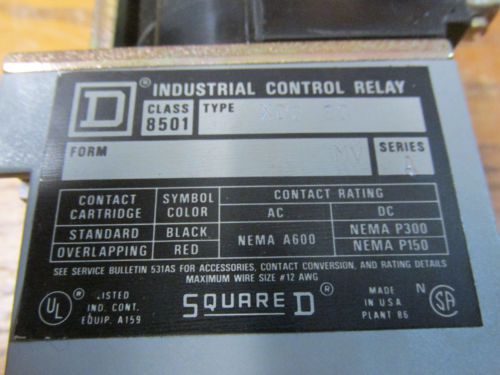 D ® INDUSTRIAL CONTROL RELAY
CLASS 8501 TYPE
FORM SERIES A
CONTACT CARTRIDGE SYMBOL COLOR CONTACT RATING
AC DC
STANDARD BLACK NEMA A600 NEMA P300
OVERLAPPING RED NEMA P150
SEE SERVICE BULLETIN 531AS FOR ACCESSORIES, CONTACT CONVERSION, AND RATING DETAILS
MAXIMUM WIRE SIZE #12 AWG
UL ® LISTED
IND. CONT.
EQUIP. A159
SQUARE D ®
MADE IN U.S.A.
PLANT 86
N SA